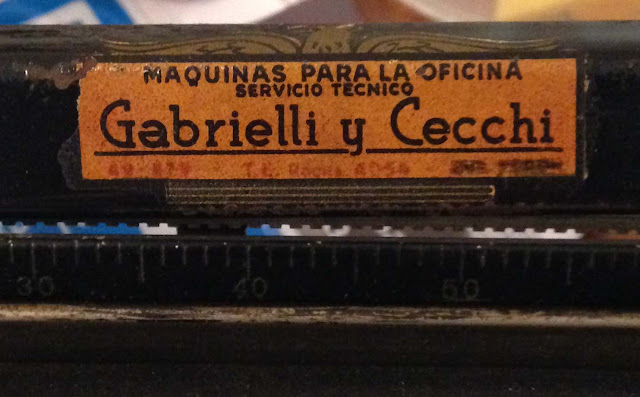 MAQUINAS PARA LA OFICINA
SERVICIO TECNICO
Gabrielli y Cecchi
30 40 50